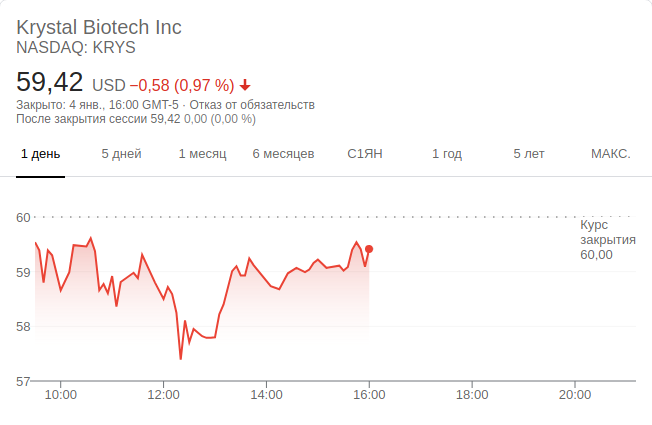 Krystal Biotech Inc
NASDAQ: KRYS
59,42 USD −0,58 (0,97 %)
Закрыто: 4 янв., 16:00 GMT-5 · Отказ от обязательств
После закрытия сессии 59,42 0,00 (0,00 %)
1 день 5 дней 1 месяц 6 месяцев С1ЯН 1 год 5 лет МАКС.
60
Курс
закрытия
60,00
59
58
57
10:00 12:00 14:00 16:00 18:00 20:00